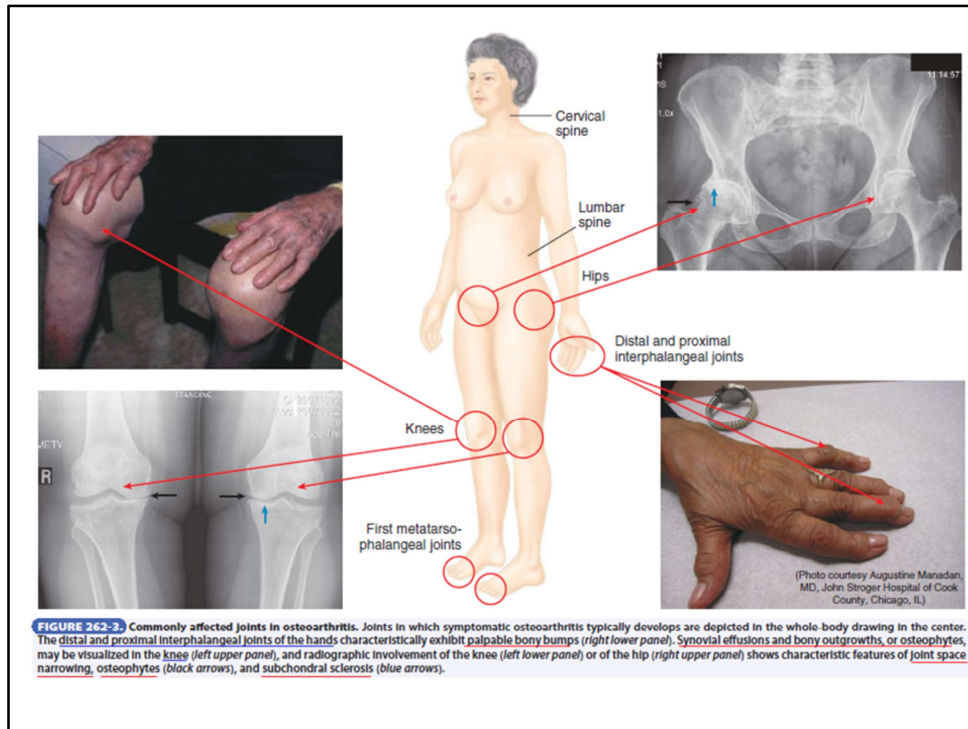 11:14:57
1.0x
Cervical
spine
Lumbar
spine
Hips
Distal and proximal
interphalangeal joints
STANDING
R
Knees
First metatarso-
phalangeal joints
(Photo courtesy Augustine Manadan,
MD, John Stroger Hospital of Cook
County, Chicago, IL)
FIGURE 262-3. Commonly affected joints in osteoarthritis. Joints in which symptomatic osteoarthritis typically develops are depicted in the whole-body drawing in the center.
The distal and proximal interphalangeal joints of the hands characteristically exhibit palpable bony bumps (right lower panel). Synovial effusions and bony outgrowths, or osteophytes,
may be visualized in the knee (left upper panel), and radiographic involvement of the knee (left lower panel) or of the hip (right upper panel) shows characteristic features of joint space
narrowing, osteophytes (black arrows), and subchondral sclerosis (blue arrows).